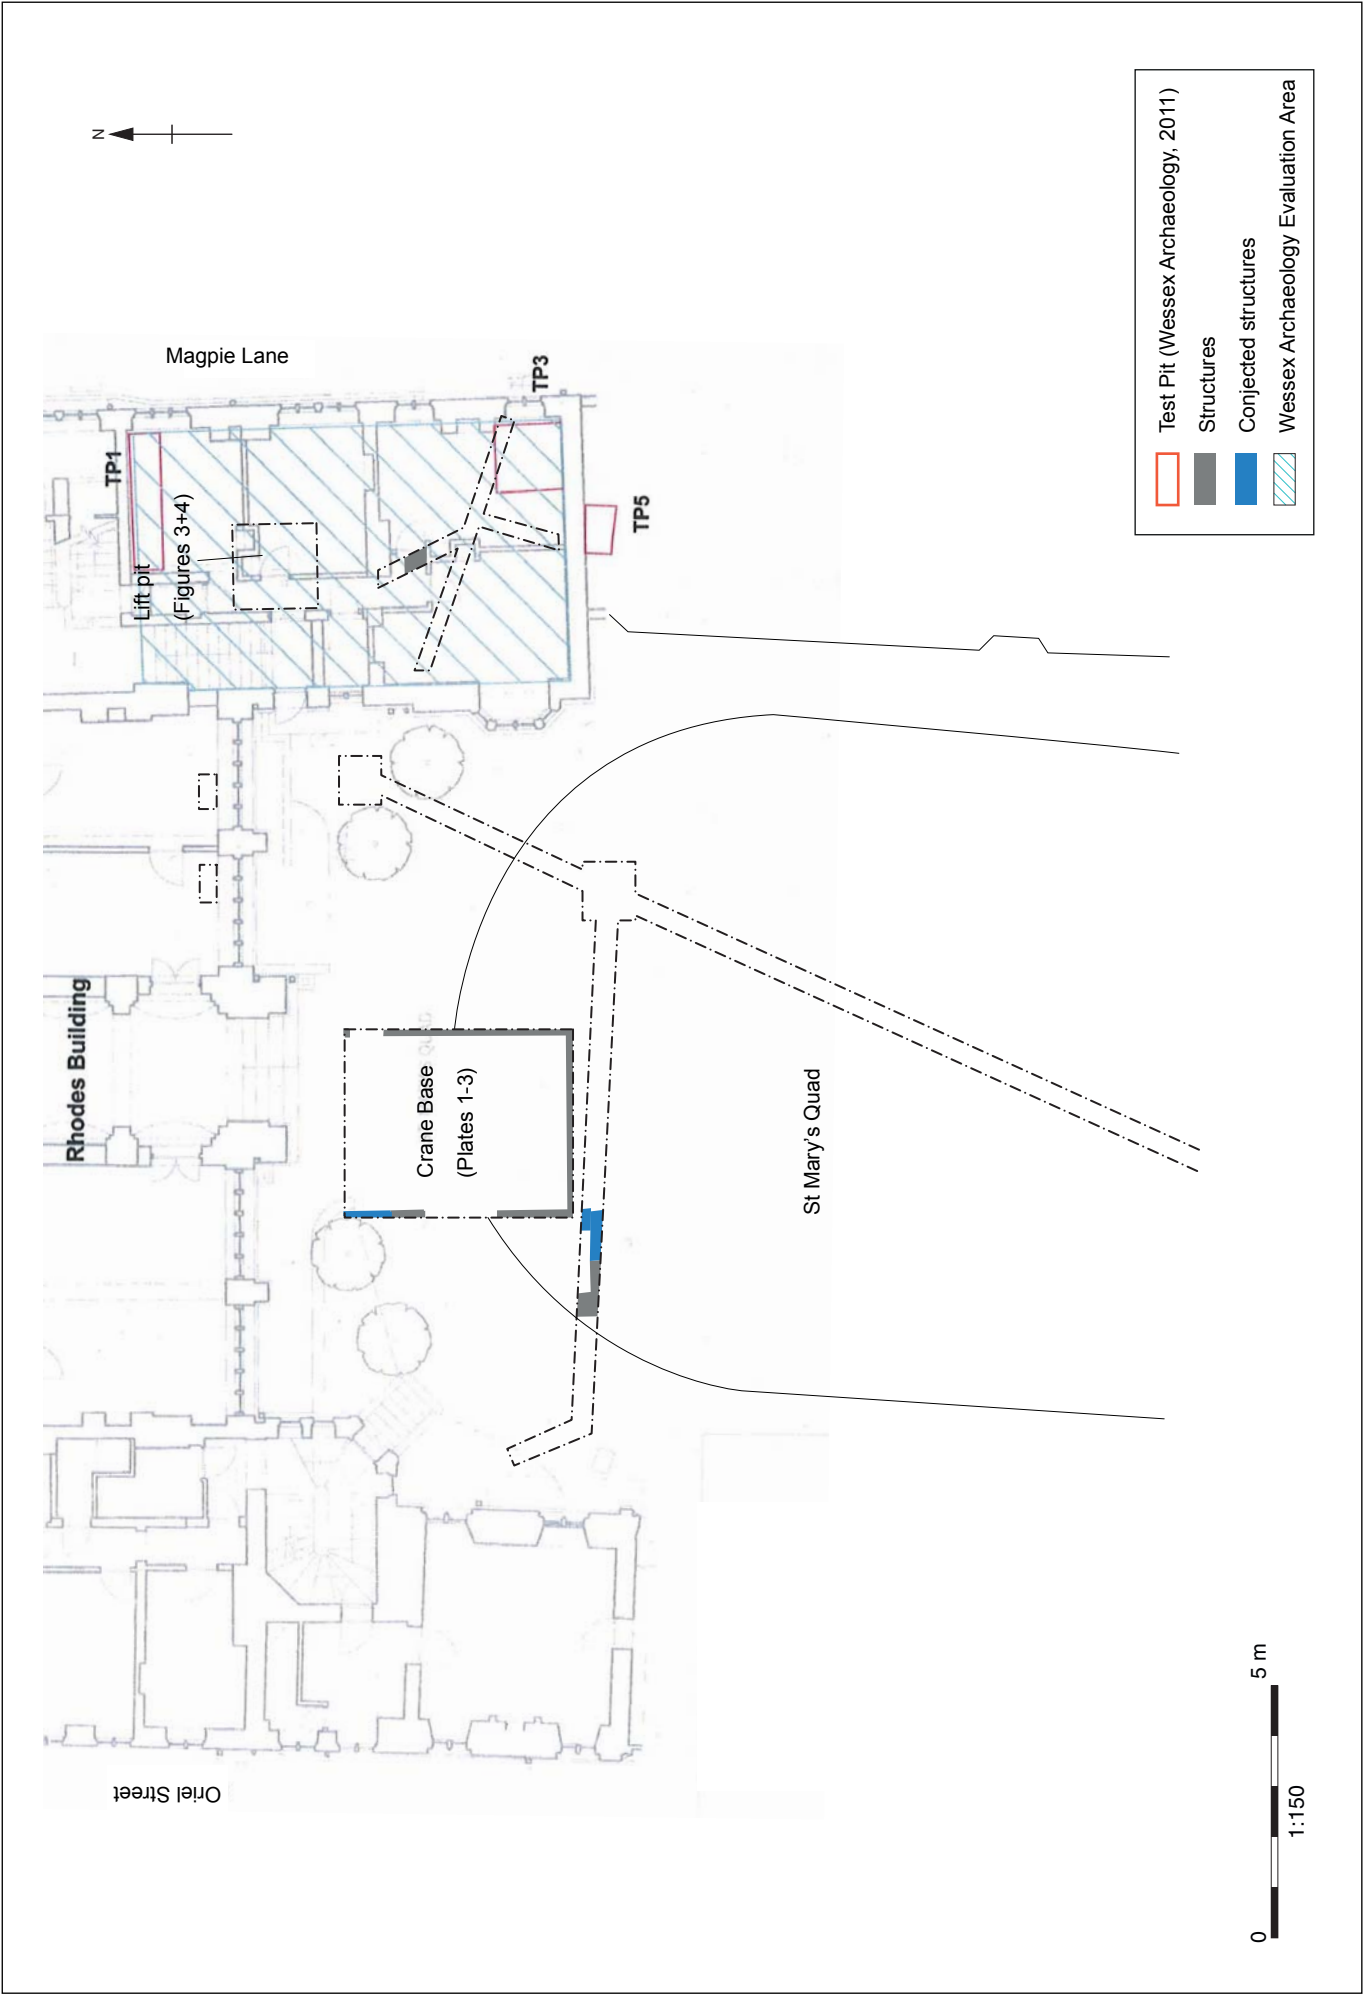 N
Rhodes Building
Oriel Street
Magpie Lane
TP1
Lift pit
(Figures 3+4)
TP3
TP5
Crane Base
(Plates 1-3)
QUAD
St Mary's Quad
Test Pit (Wessex Archaeology, 2011)
Structures
Conjected structures
Wessex Archaeology Evaluation Area
0
5 m
1:150